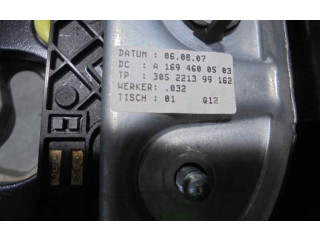 DATUM : 06.08.07
DC : A 169 460 05 03
TP : 305 2213 99 162
WERKER: .032
TISCH : 01 Q12